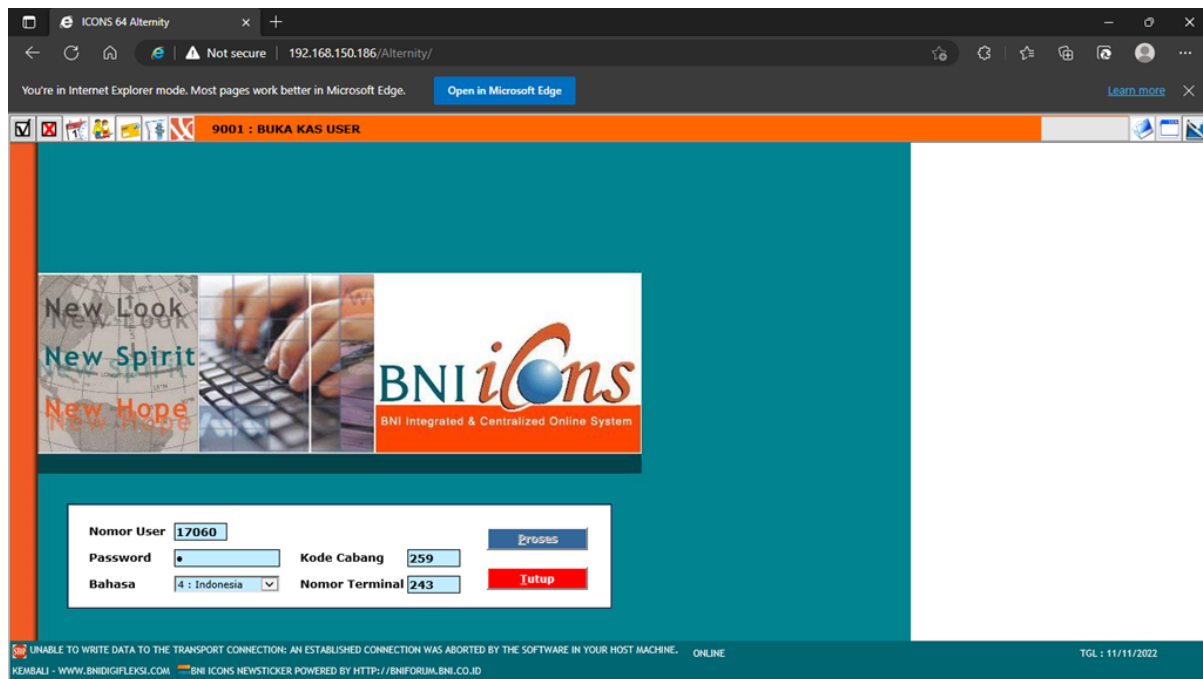 ICONS 64 Alternity
Not secure | 192.168.150.186/Alternity/
You're in Internet Explorer mode. Most pages work better in Microsoft Edge. Open in Microsoft Edge Learn more
9001 : BUKA KAS USER
New Look
New Spirit
New Hope
BNI icons
BNI Integrated & Centralized Online System
Nomor User 17060 Proses
Password Kode Cabang 259
Bahasa 4 : Indonesia Nomor Terminal 243 Tutup
STOP UNABLE TO WRITE DATA TO THE TRANSPORT CONNECTION: AN ESTABLISHED CONNECTION WAS ABORTED BY THE SOFTWARE IN YOUR HOST MACHINE. ONLINE TGL : 11/11/2022
KEMBALI - WWW.BNIDIGIFLEKSI.COM BNI ICONS NEWSTICKER POWERED BY HTTP://BNIFORUM.BNI.CO.ID